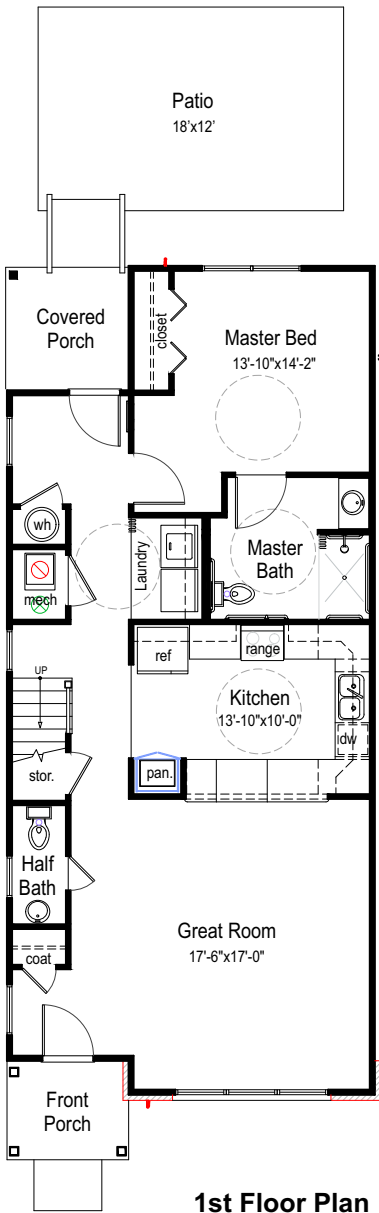 Patio
18'x12'
Covered
Porch
closet
Master Bed
13'-10"x14'-2"
wh
mech
Laundry
Master
Bath
UP
ref
range
Kitchen
13'-10"x10'-0"
dw
stor.
pan.
Half
Bath
coat
Great Room
17'-6"x17'-0"
Front
Porch
1st Floor Plan